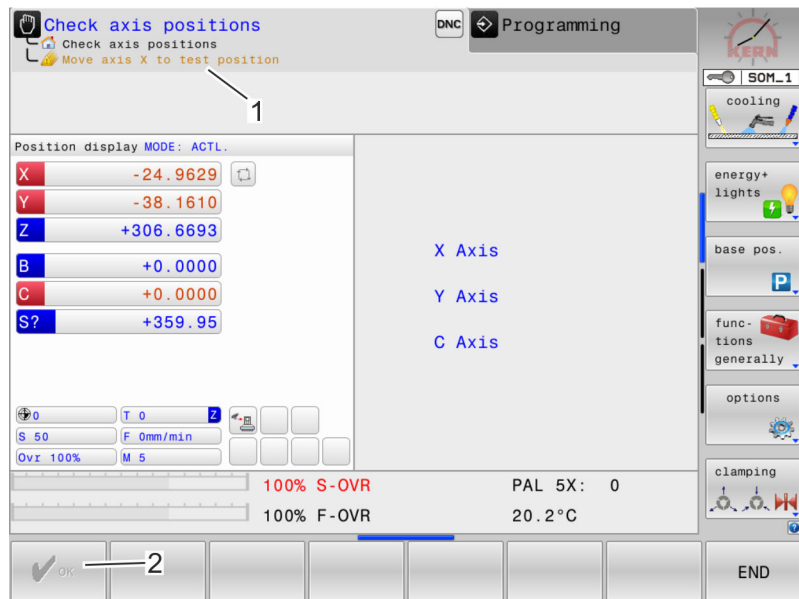 Check axis positions
Check axis positions
Move axis X to test position
DNC
Programming
KERN
SOM_1
1
cooling
Position display MODE: ACTL.
X -24.9629
Y -38.1610
Z +306.6693
B +0.0000
C +0.0000
S? +359.95
X Axis
Y Axis
C Axis
energy+
lights
base pos.
P
func-
tions
generally
options
clamping
0
T 0 Z
S 50
F 0mm/min
Ovr 100%
M 5
100% S-OVR
PAL 5X: 0
100% F-OVR
20.2°C
?
OK
2
END